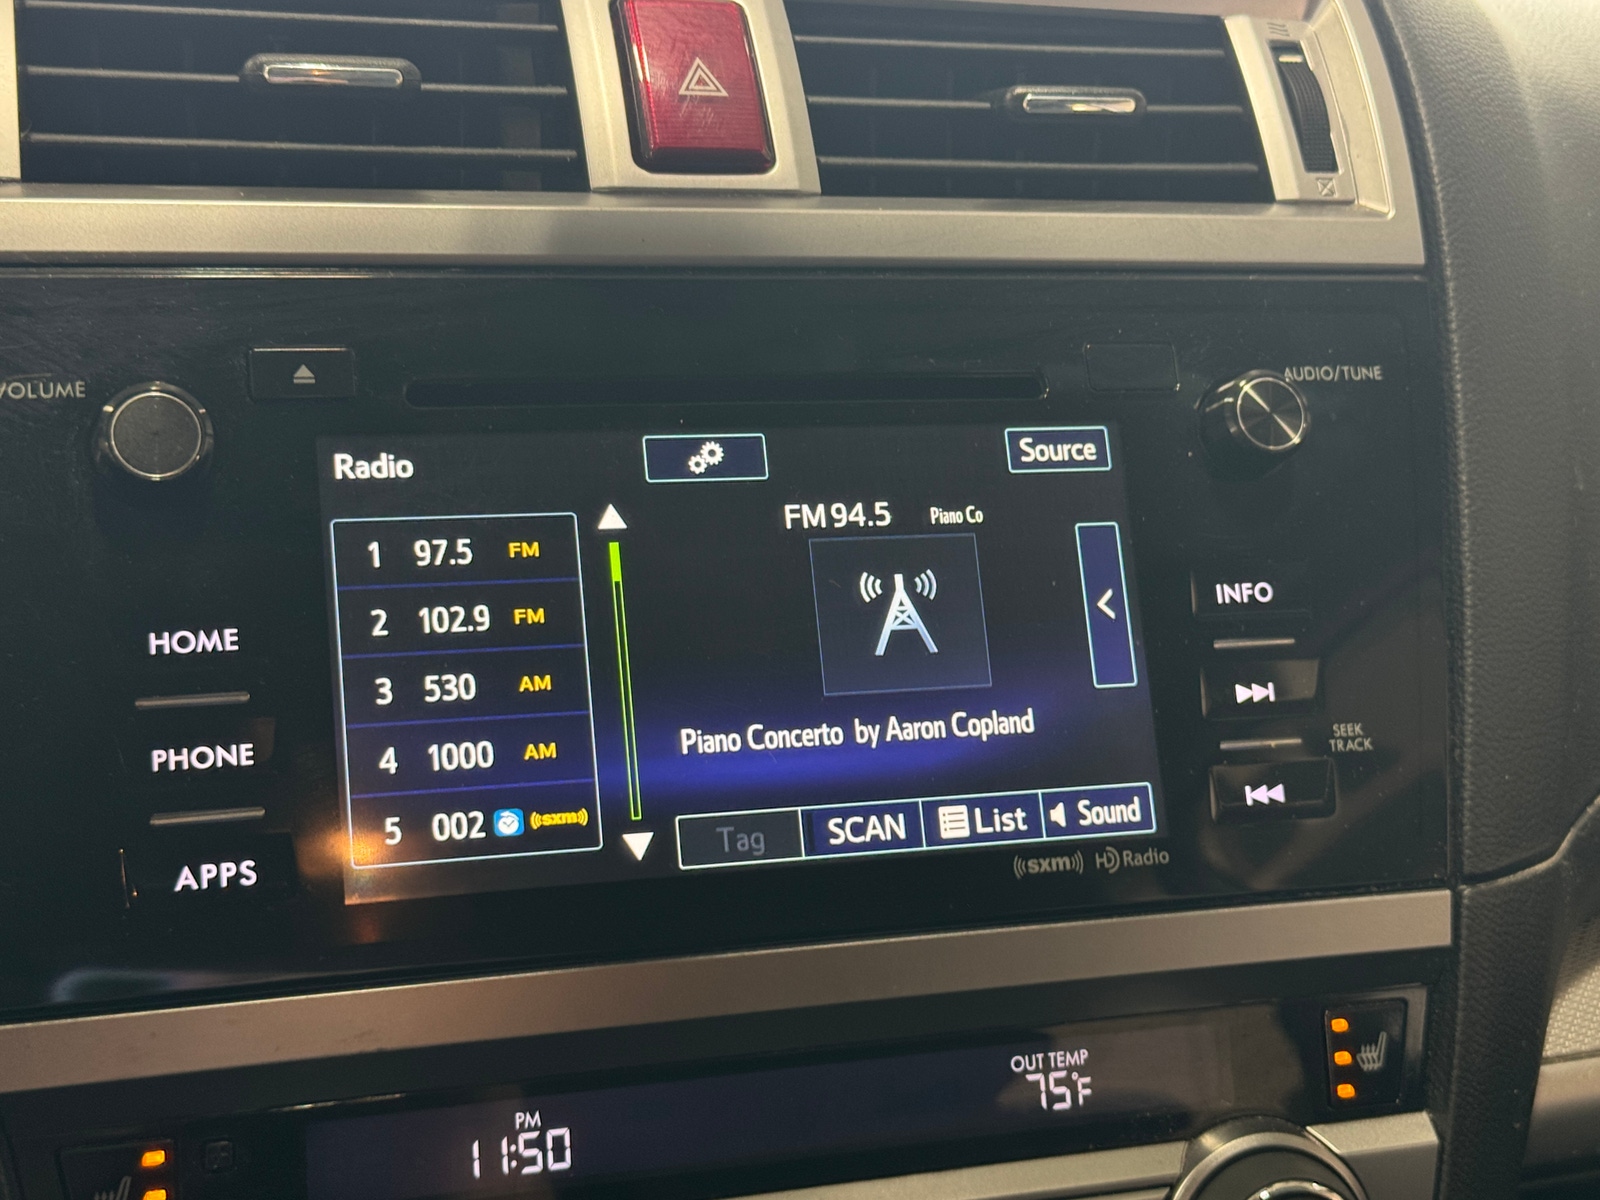 VOLUME
AUDIO/TUNE
Radio
Source
FM 94.5 Piano Co
1 97.5 FM
2 102.9 FM
3 530 AM
4 1000 AM
5 002 ((sxm))
Piano Concerto by Aaron Copland
Tag SCAN List Sound
((sxm)) HD Radio
HOME
PHONE
APPS
INFO
SEEK
TRACK
OUT TEMP
75°F
PM
11:50